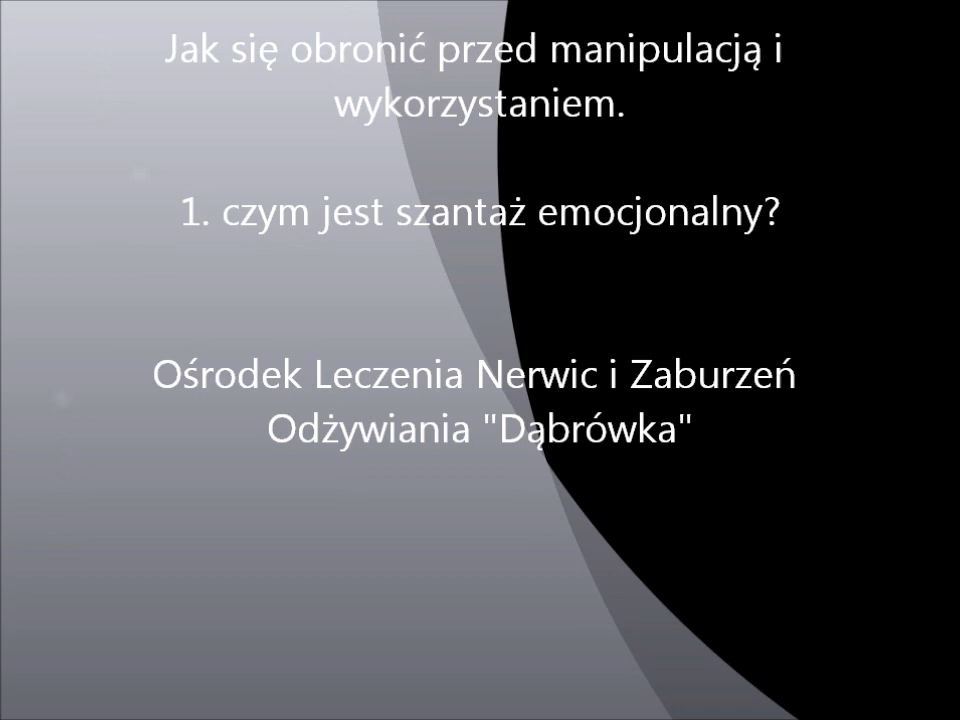 Jak się obronić przed manipulacją i
wykorzystaniem.
1. czym jest szantaż emocjonalny?
Ośrodek Leczenia Nerwic i Zaburzeń
Odżywiania "Dąbrówka"